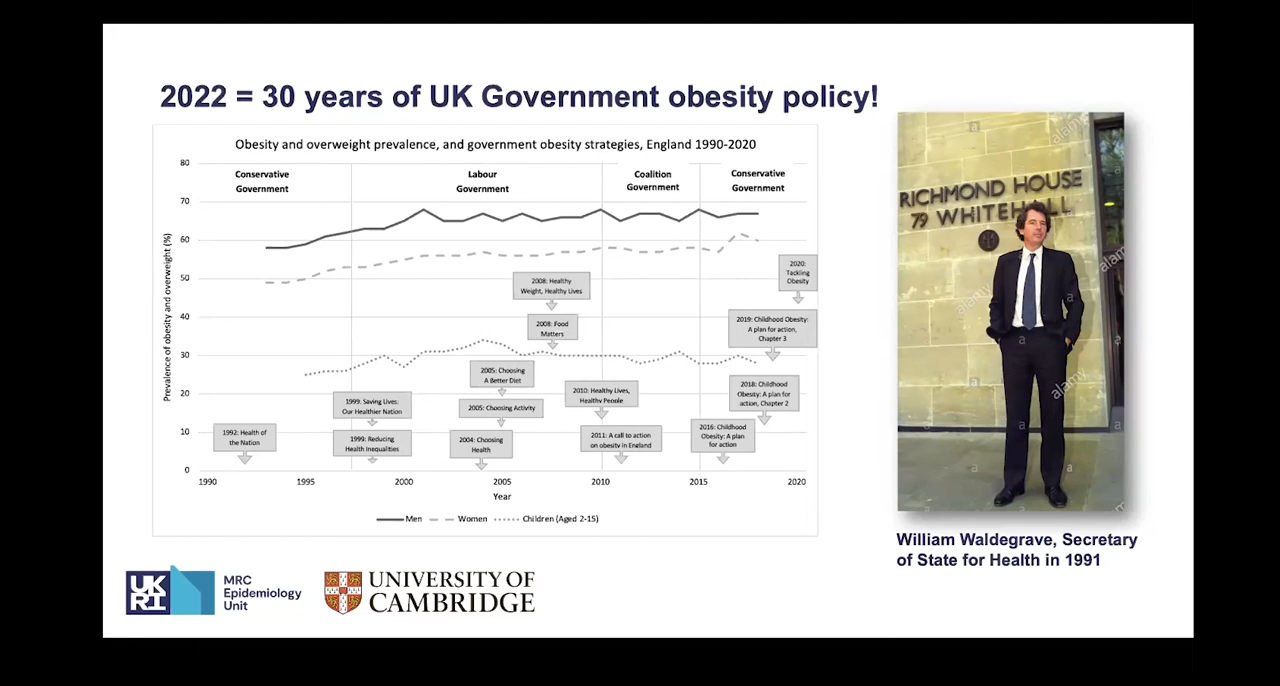 2022 = 30 years of UK Government obesity policy!
Obesity and overweight prevalence, and government obesity strategies, England 1990-2020
Conservative
Government
Labour
Government
Coalition
Government
Conservative
Government
Prevalence of obesity and overweight (%)
80
70
60
50
40
30
20
10
0
1992: Health of
the Nation
1999: Saving Lives:
Our Healthier Nation
1999: Reducing
Health Inequalities
2008: Healthy
Weight, Healthy Lives
2008: Food
Matters
2005: Choosing
A Better Diet
2005: Choosing Activity
2004: Choosing
Health
2010: Healthy Lives,
Healthy People
2011: A call to action
on obesity in England
2020:
Tackling
Obesity
2019: Childhood Obesity:
A plan for action,
Chapter 3
2018: Childhood
Obesity: A plan for
action, Chapter 2
2016: Childhood
Obesity: A plan
for action
1990
1995
2000
2005
2010
2015
2020
Year
Men
Women
Children (Aged 2-15)
RICHMOND HOUSE
79 WHITEHALL
a
alamy
alamy
alamy
alamy
a
a
a
a
a
a
William Waldegrave, Secretary
of State for Health in 1991
UK
RI
MRC
Epidemiology
Unit
UNIVERSITY OF
CAMBRIDGE